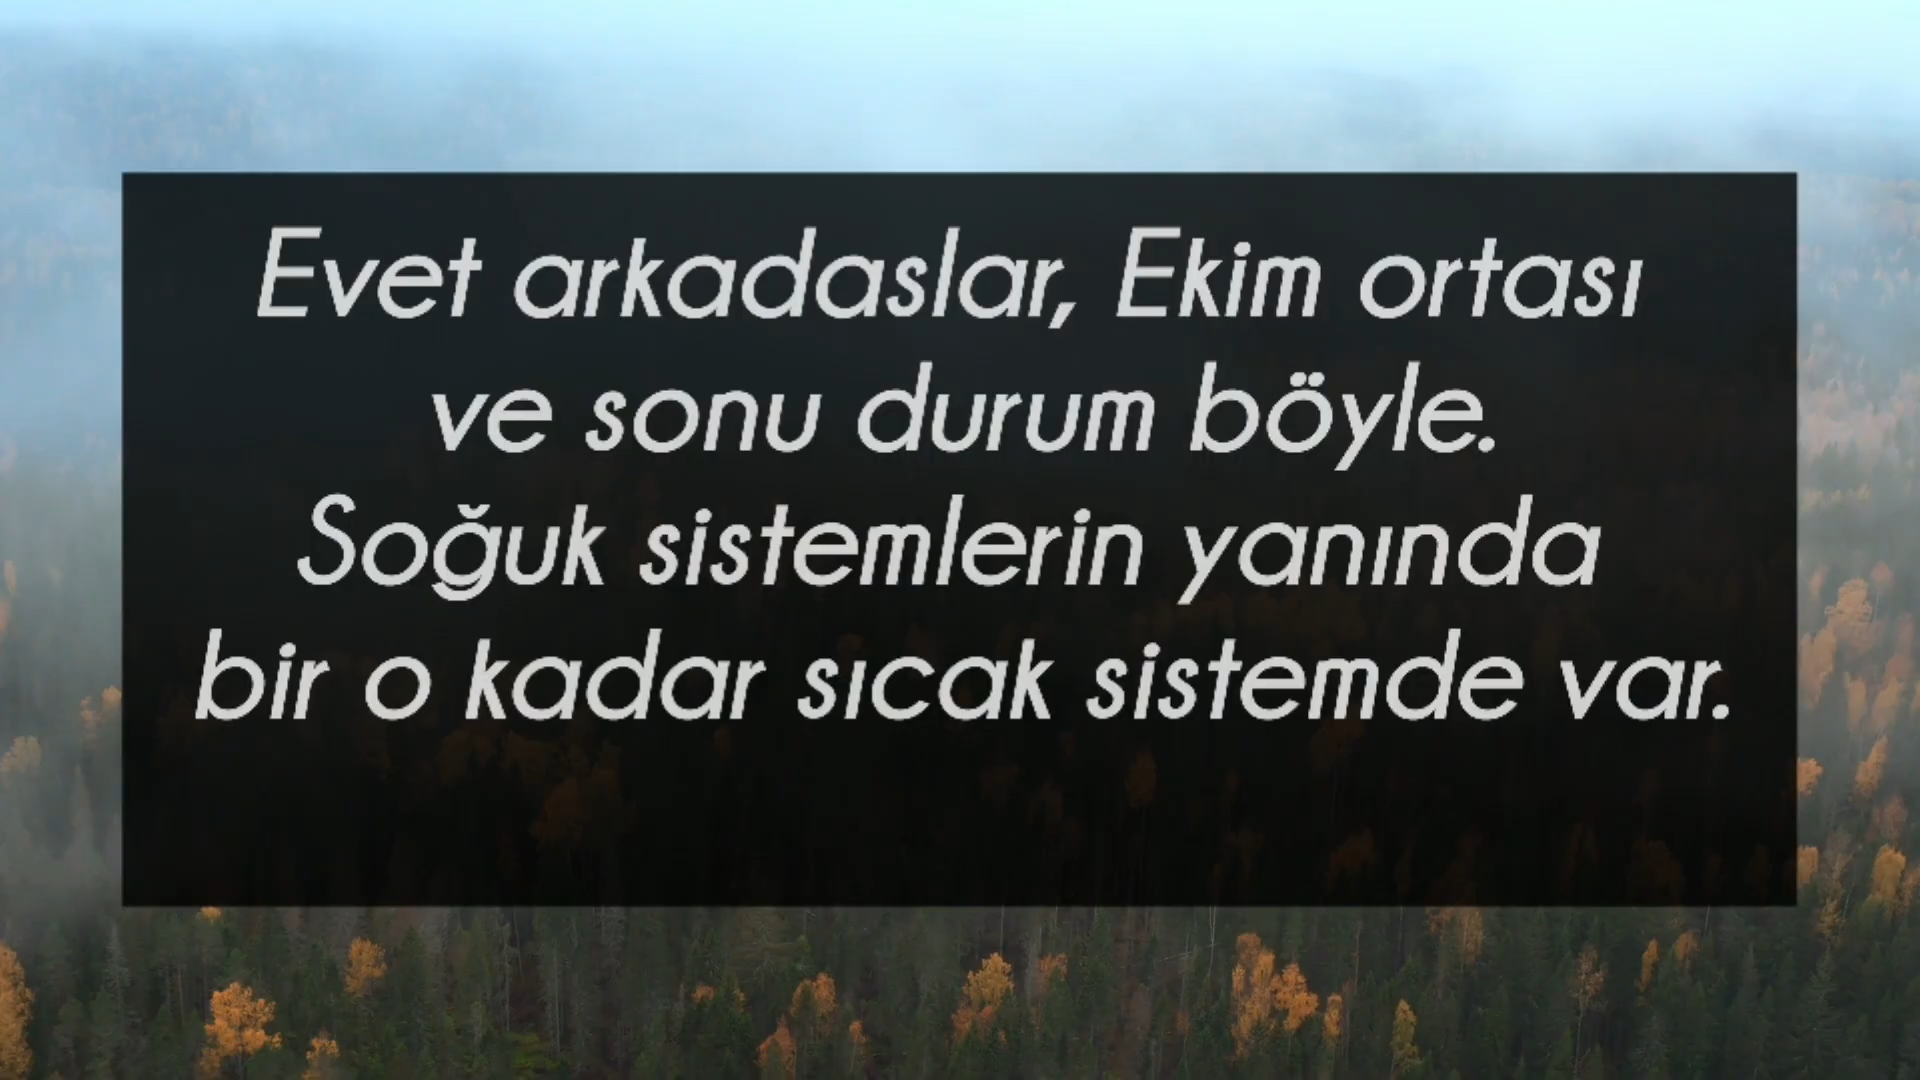 Evet arkadaslar, Ekim ortası
ve sonu durum böyle.
Soğuk sistemlerin yanında
bir o kadar sıcak sistemde var.